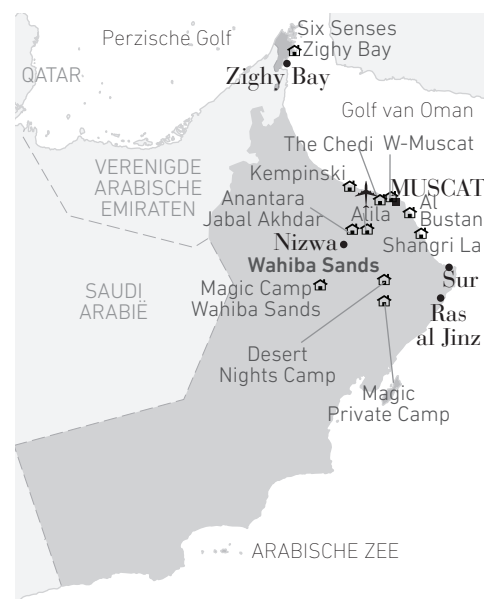 Six Senses
Zighy Bay
Perzische Golf
QATAR
Zighy Bay
Golf van Oman
The Chedi
W-Muscat
VERENIGDE
ARABISCHE
EMIRATEN
Kempinski
MUSCAT
Anantara
Jabal Akhdar
Alila
Al
Bustan
Nizwa
Shangri La
Wahiba Sands
SAUDI
ARABIË
Magic Camp
Wahiba Sands
Sur
Ras
al Jinz
Desert
Nights Camp
Magic
Private Camp
ARABISCHE ZEE